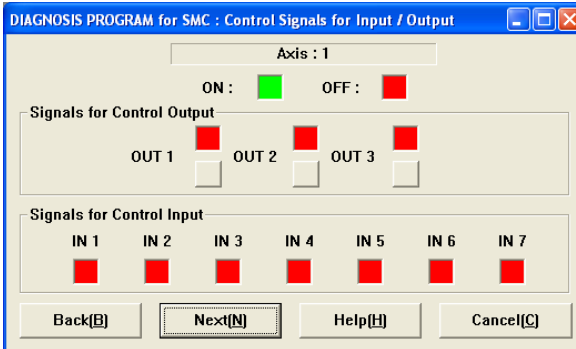 DIAGNOSIS PROGRAM for SMC : Control Signals for Input / Output
Axis : 1
ON : OFF :
Signals for Control Output
OUT 1 OUT 2 OUT 3
Signals for Control Input
IN 1 IN 2 IN 3 IN 4 IN 5 IN 6 IN 7
Back(B) Next(N) Help(H) Cancel(C)